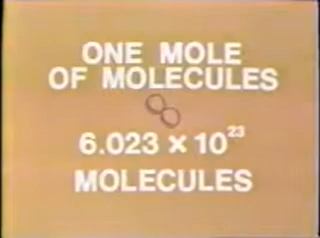 ONE MOLE
OF MOLECULES
6.023 × 10²³
MOLECULES